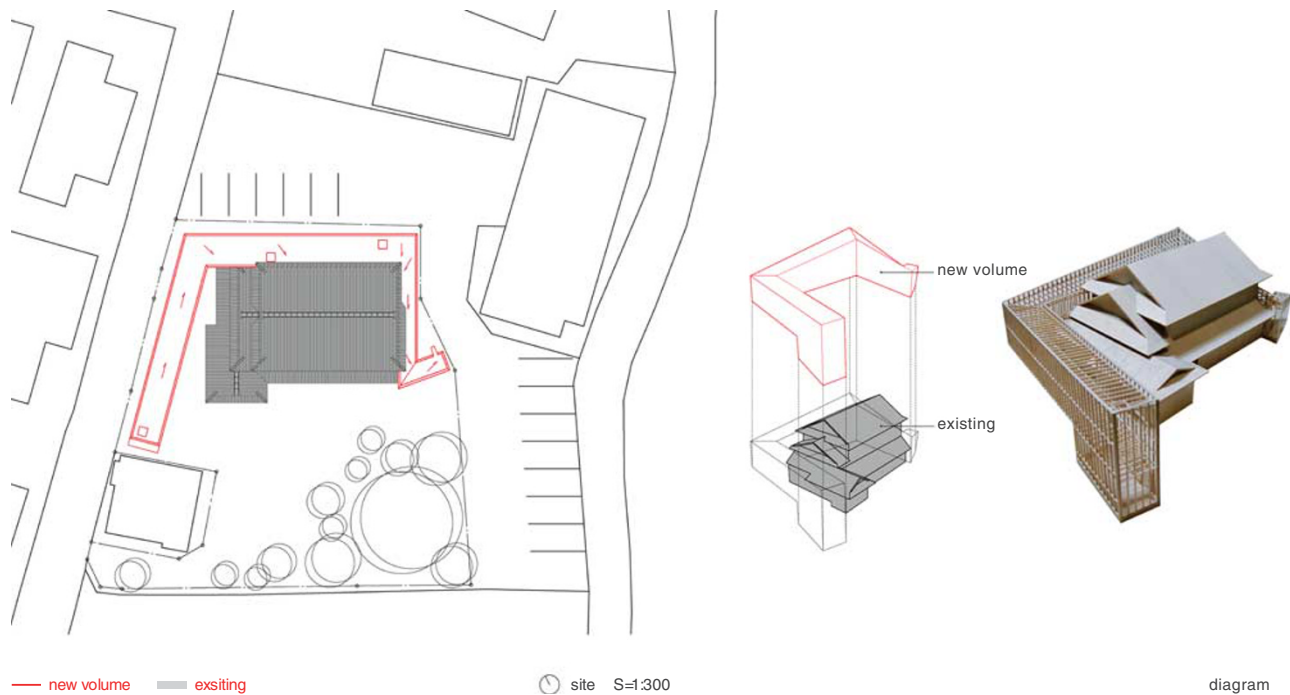 new volume
existing
new volume
exsiting
site S=1:300
diagram